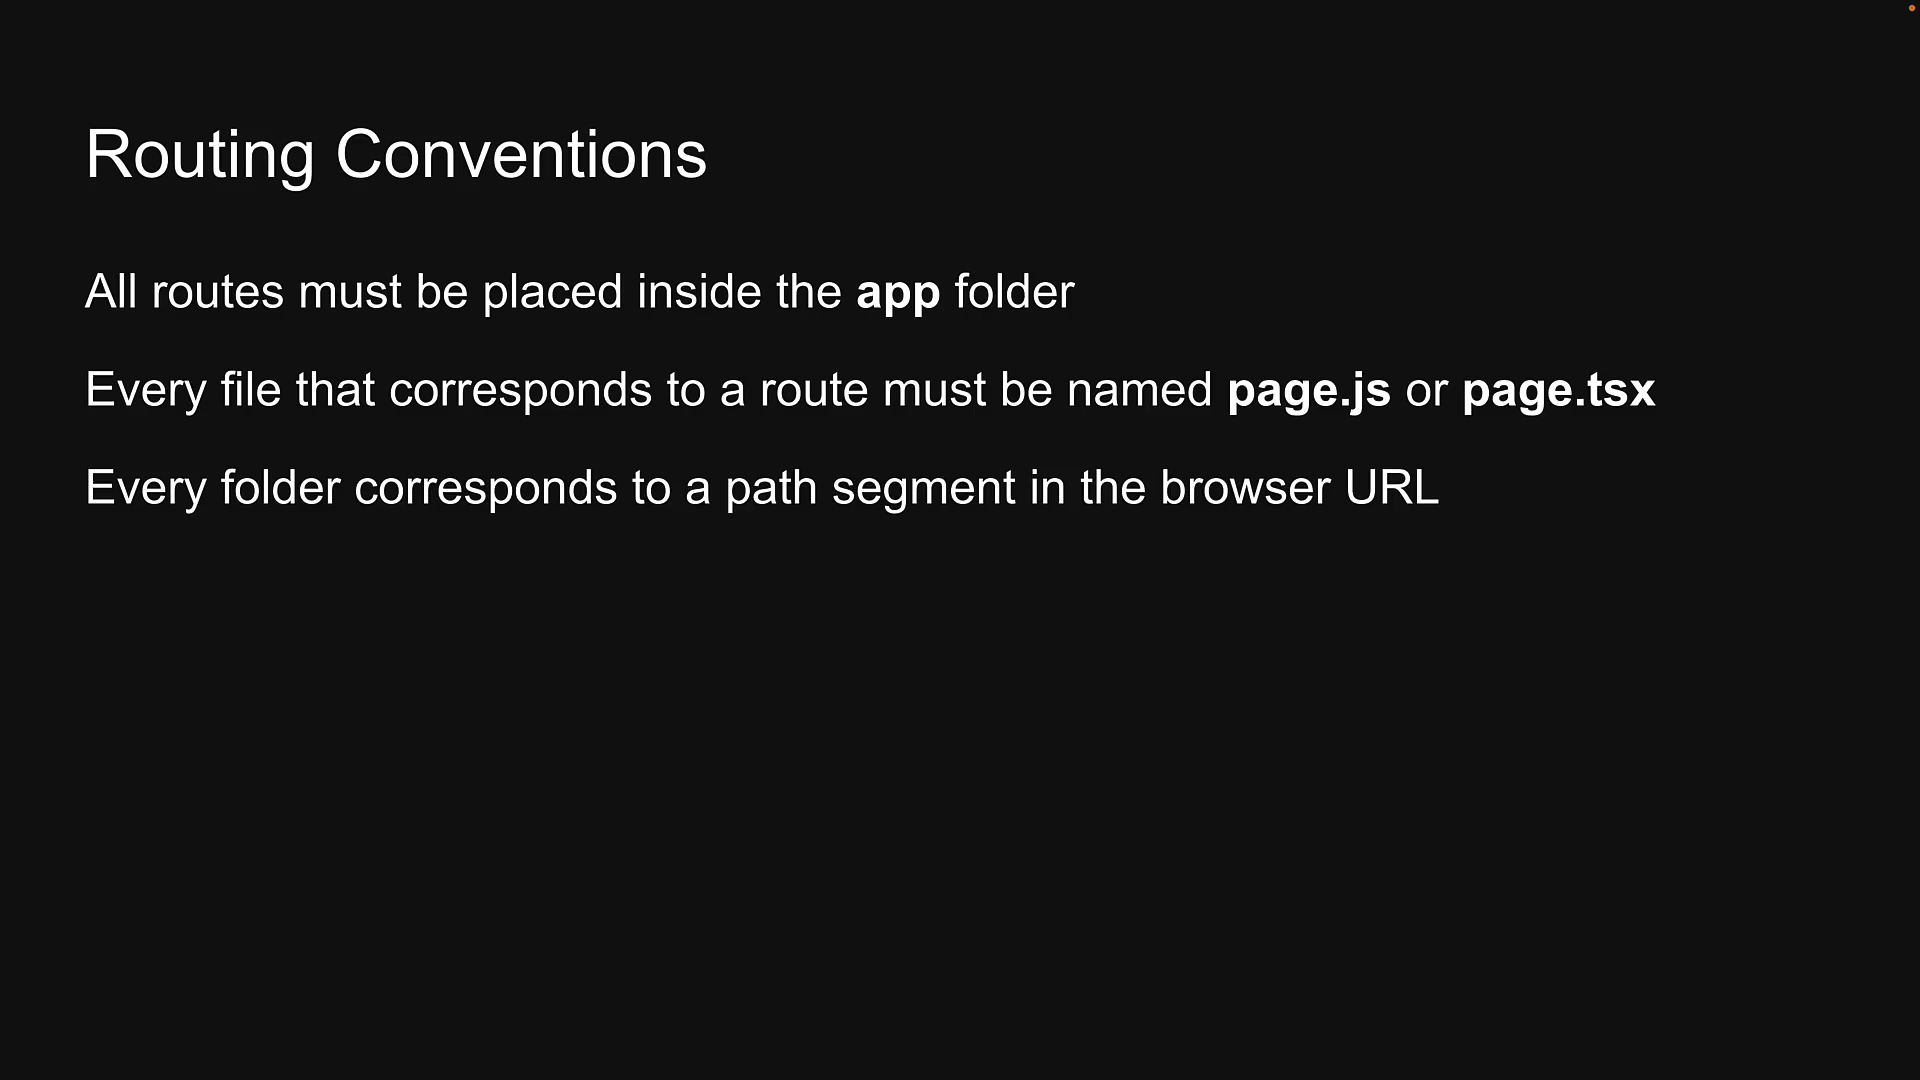 Routing Conventions
All routes must be placed inside the app folder
Every file that corresponds to a route must be named page.js or page.tsx
Every folder corresponds to a path segment in the browser URL